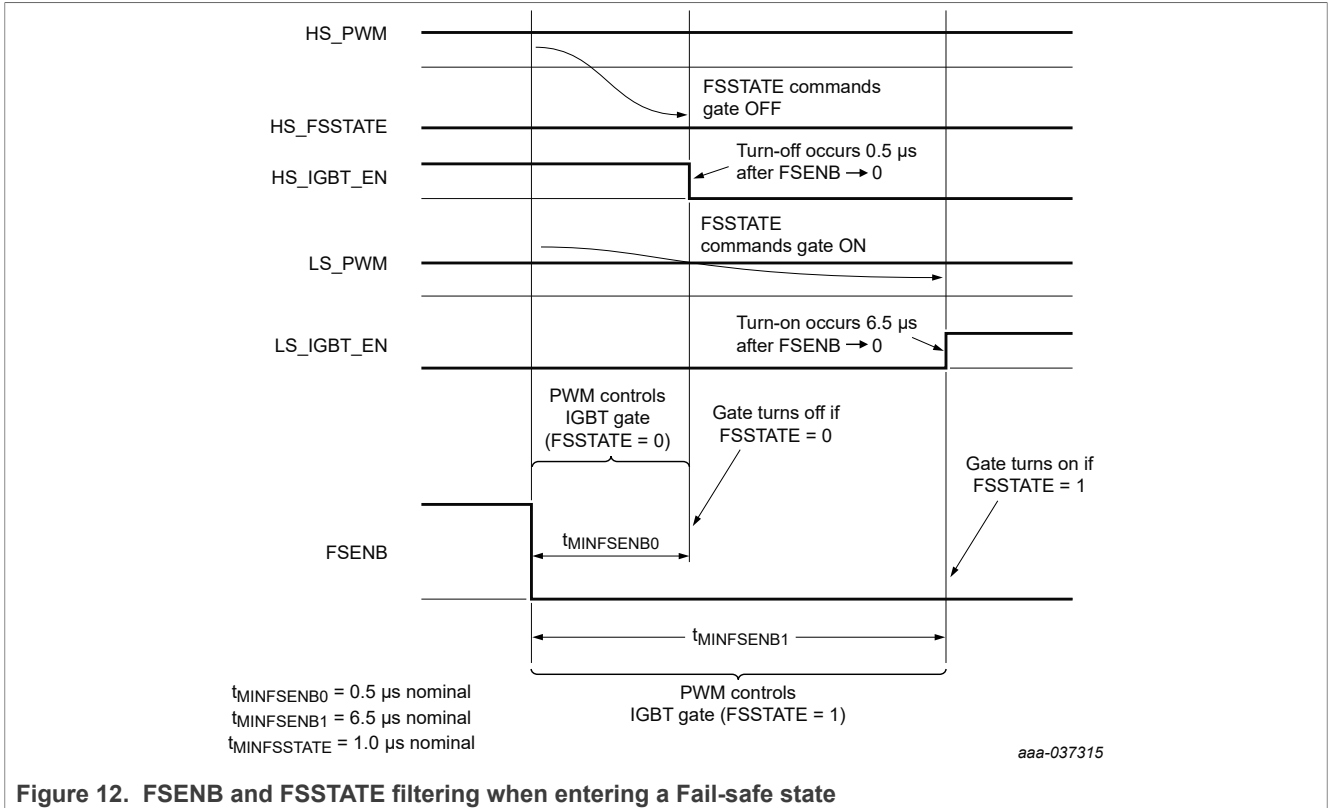 HS_PWM
FSSTATE commands
gate OFF
HS_FSSTATE
Turn-off occurs 0.5 µs
after FSENB → 0
HS_IGBT_EN
FSSTATE
commands gate ON
LS_PWM
Turn-on occurs 6.5 µs
after FSENB → 0
LS_IGBT_EN
PWM controls
IGBT gate
(FSSTATE = 0)
Gate turns off if
FSSTATE = 0
Gate turns on if
FSSTATE = 1
FSENB
tMINFSENB0
tMINFSENB1
PWM controls
IGBT gate (FSSTATE = 1)
tMINFSENB0 = 0.5 µs nominal
tMINFSENB1 = 6.5 µs nominal
tMINFSSTATE = 1.0 µs nominal
aaa-037315
Figure 12. FSENB and FSSTATE filtering when entering a Fail-safe state